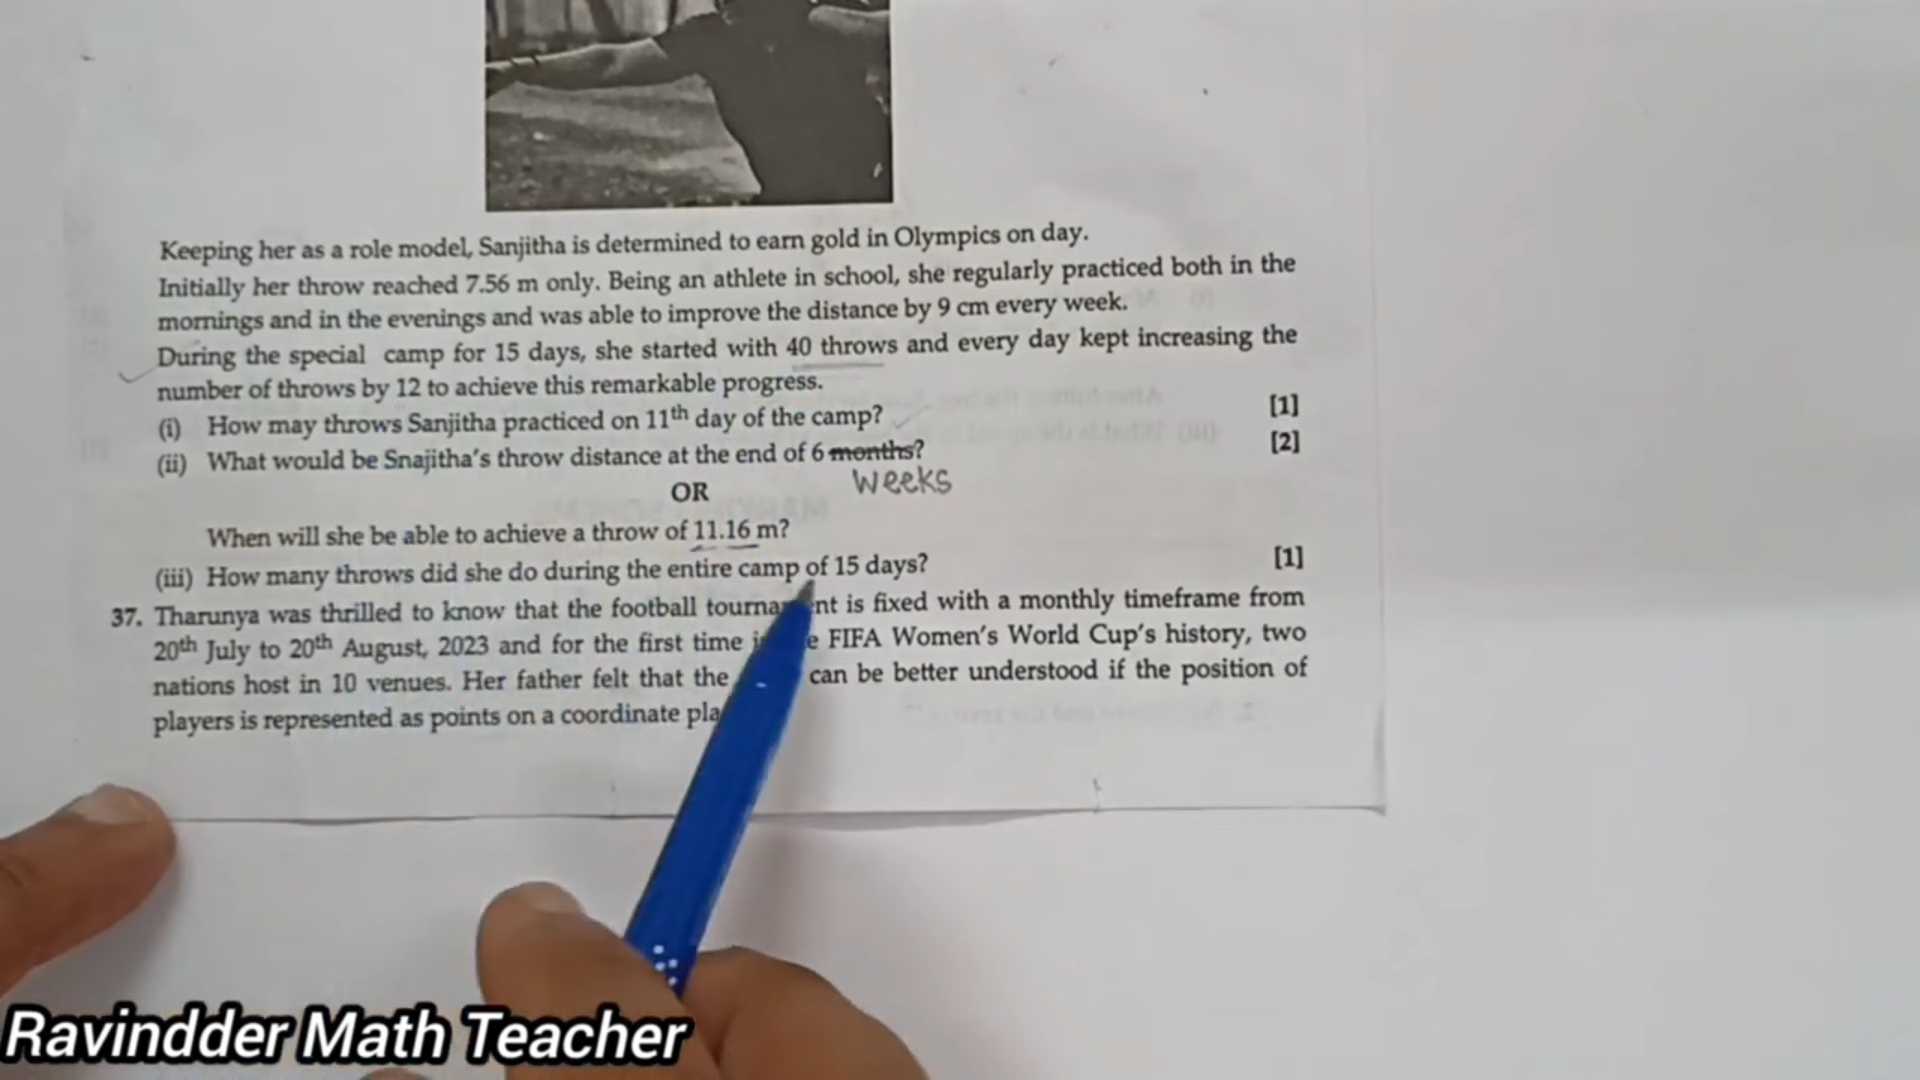 Keeping her as a role model, Sanjitha is determined to earn gold in Olympics on day.
Initially her throw reached 7.56 m only. Being an athlete in school, she regularly practiced both in the
mornings and in the evenings and was able to improve the distance by 9 cm every week.
During the special camp for 15 days, she started with 40 throws and every day kept increasing the
number of throws by 12 to achieve this remarkable progress.
(i) How may throws Sanjitha practiced on 11th day of the camp? [1]
(ii) What would be Snajitha's throw distance at the end of 6 months? [2]
weeks
OR
When will she be able to achieve a throw of 11.16 m?
(iii) How many throws did she do during the entire camp of 15 days? [1]
37. Tharunya was thrilled to know that the football is fixed with a monthly timeframe from
20th July to 20th August, 2023 and for the first time FIFA Women's World Cup's history, two
nations host in 10 venues. Her father felt that the can be better understood if the position of
players is represented as points on a coordinate
Ravindder Math Teacher